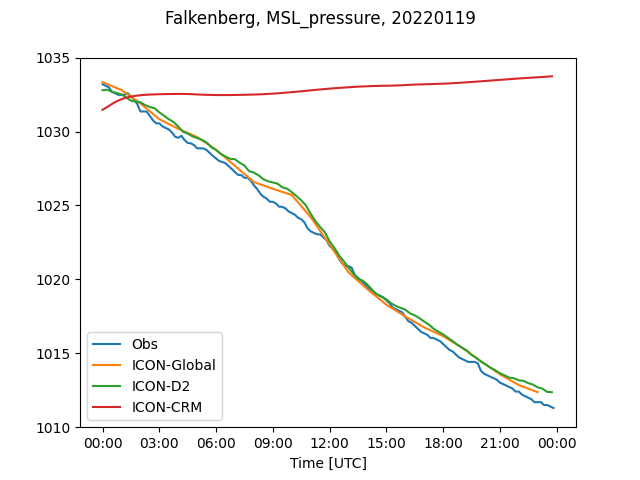 Falkenberg, MSL_pressure, 20220119
1035
1030
1025
1020
1015
1010
Obs
ICON-Global
ICON-D2
ICON-CRM
00:00 03:00 06:00 09:00 12:00 15:00 18:00 21:00 00:00
Time [UTC]